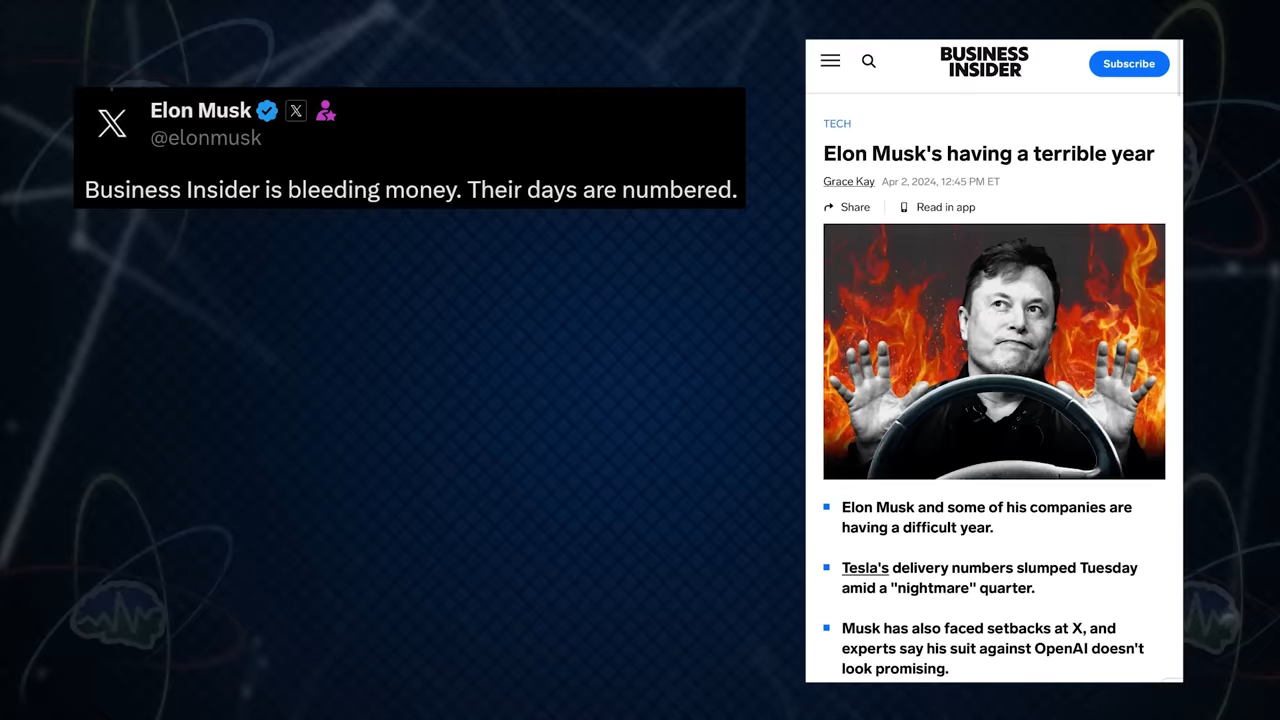 Elon Musk
@elonmusk
Business Insider is bleeding money. Their days are numbered.
BUSINESS
INSIDER
Subscribe
TECH
Elon Musk's having a terrible year
Grace Kay Apr 2, 2024, 12:45 PM ET
Share
Read in app
Elon Musk and some of his companies are
having a difficult year.
Tesla's delivery numbers slumped Tuesday
amid a "nightmare" quarter.
Musk has also faced setbacks at X, and
experts say his suit against OpenAI doesn't
look promising.